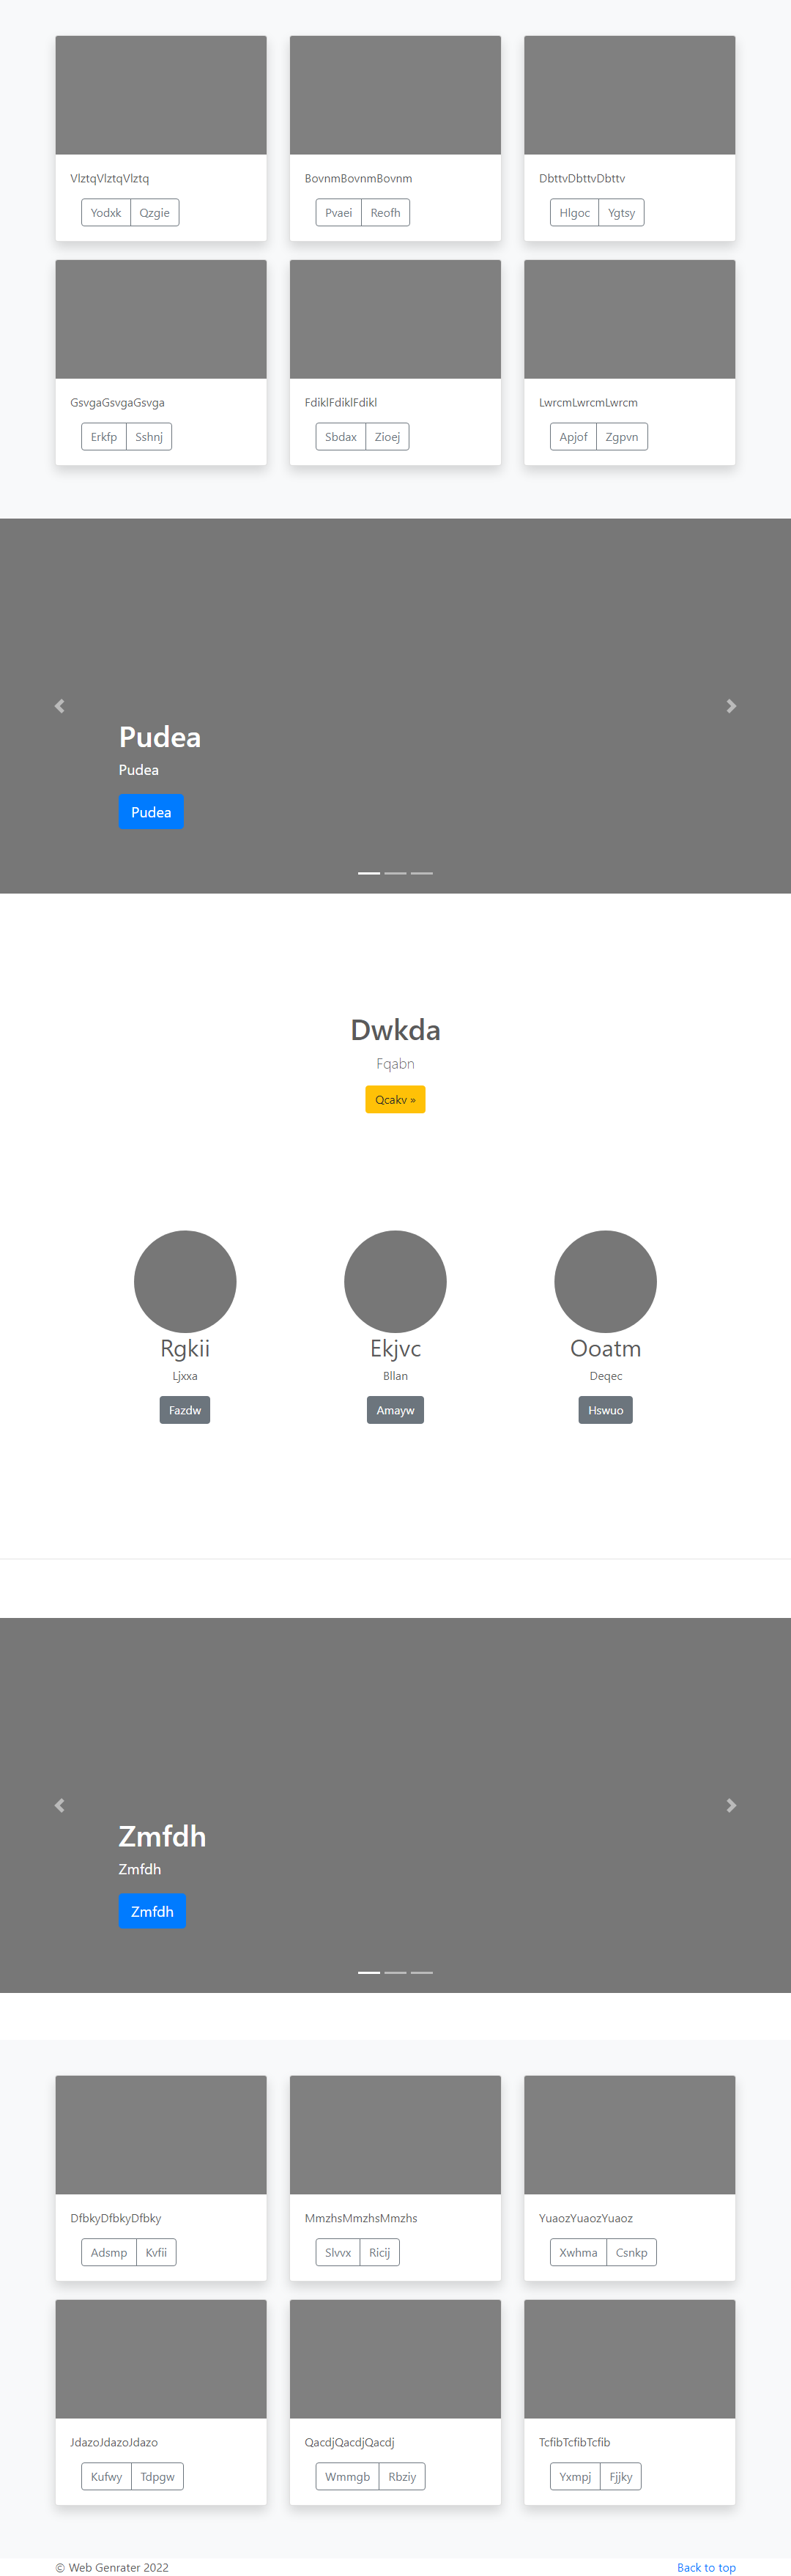 VlztqVlztqVlztq BovnmBovnmBovnm DbttvDbttvDbttv
Yodxk Qzgie Pvaei Reofh Hlgoc Ygtsy
GsvgaGsvgaGsvga FdiklFdiklFdikl LwrcmLwrcmLwrcm
Erkfp Sshnj Sbdax Zioej Apjof Zgpvn
Pudea
Pudea
Pudea
Dwkda
Fqabn
Qcakv »
Rgkii Ekjvc Ooatm
Ljxxa Bllan Deqec
Fazdw Amayw Hswuo
Zmfdh
Zmfdh
Zmfdh
DfbkyDfbkyDfbky MmzhsMmzhsMmzhs YuaozYuaozYuaoz
Adsmp Kvfii Slvvx Ricij Xwhma Csnkp
JdazoJdazoJdazo QacdjQacdjQacdj TcfibTcfibTcfib
Kufwy Tdpgw Wmmgb Rbziy Yxmpj Fjjky
© Web Genrater 2022 Back to top